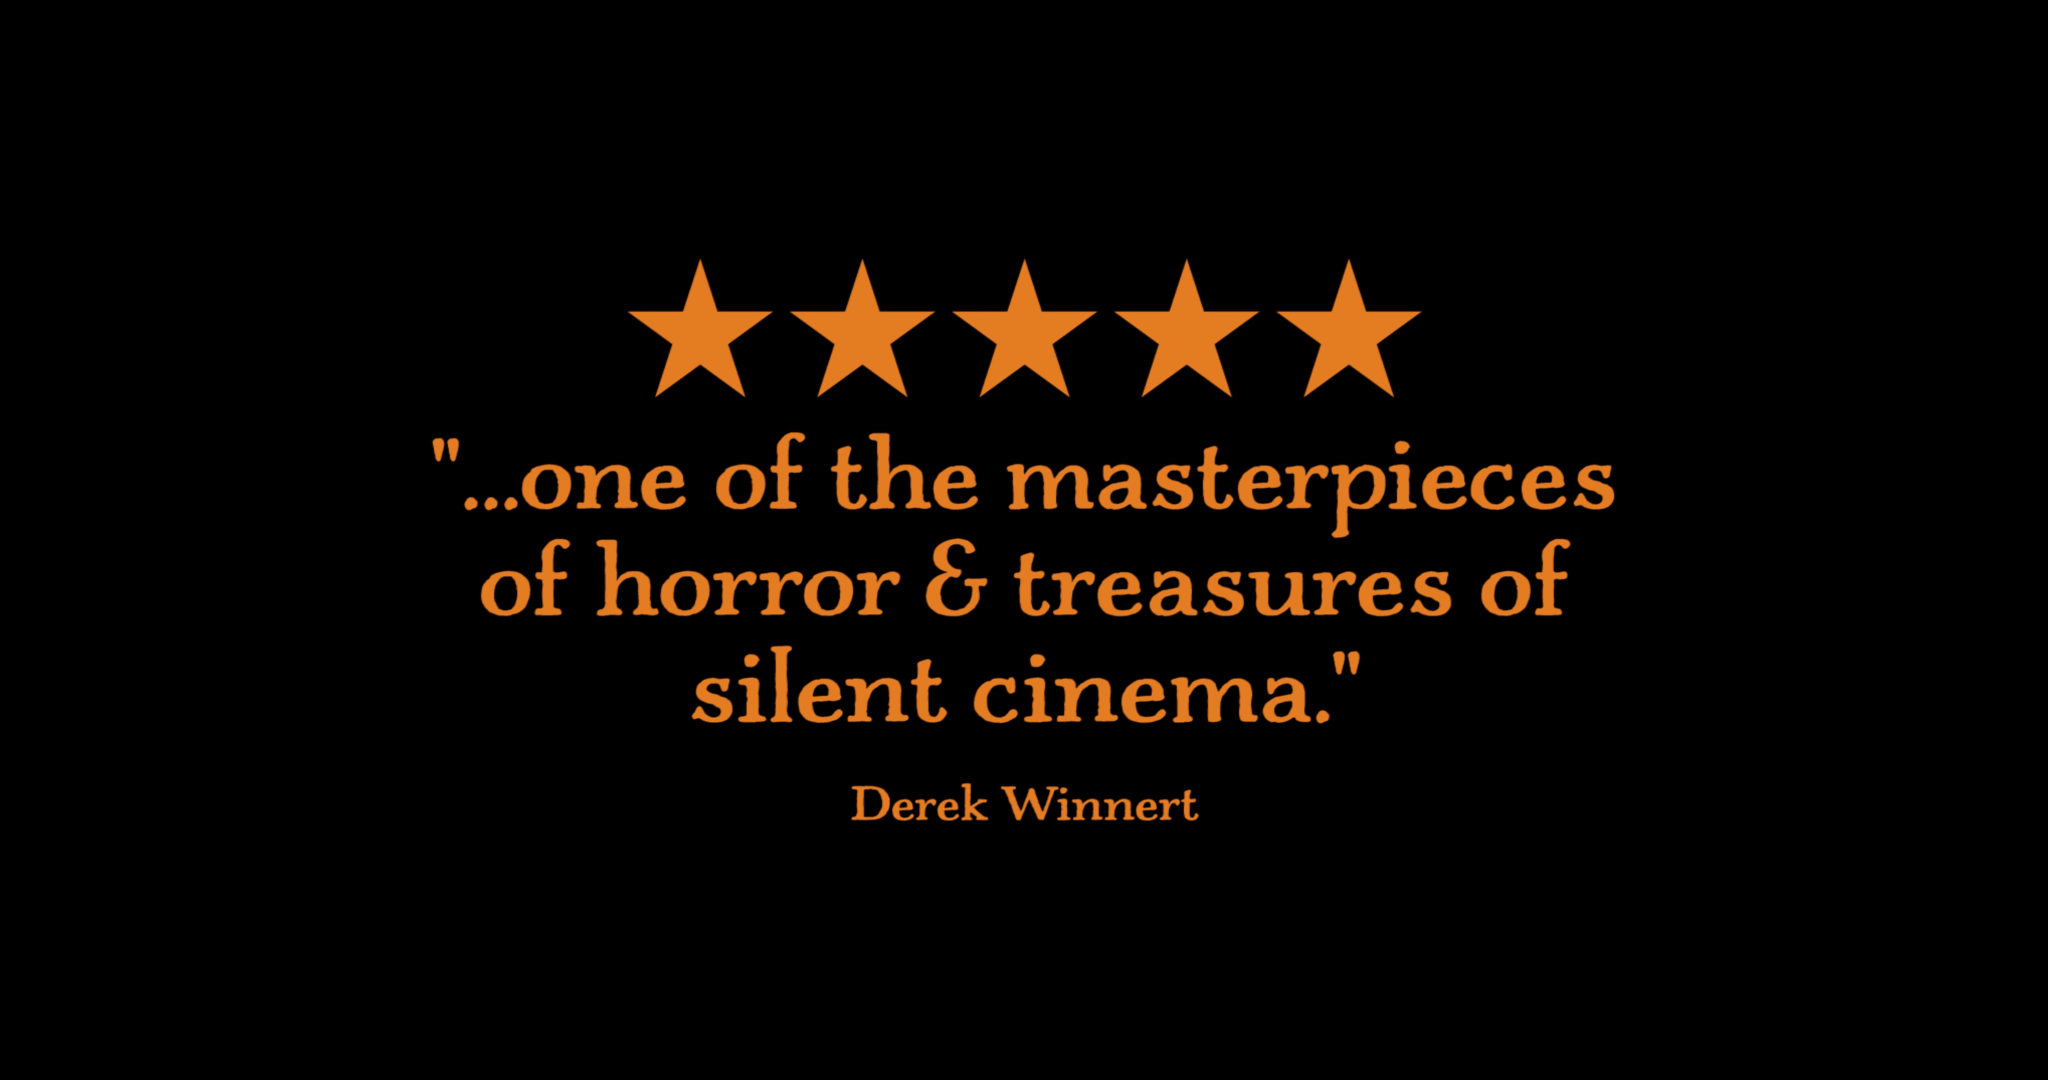 "...one of the masterpieces
of horror & treasures of
silent cinema."
Derek Winnert